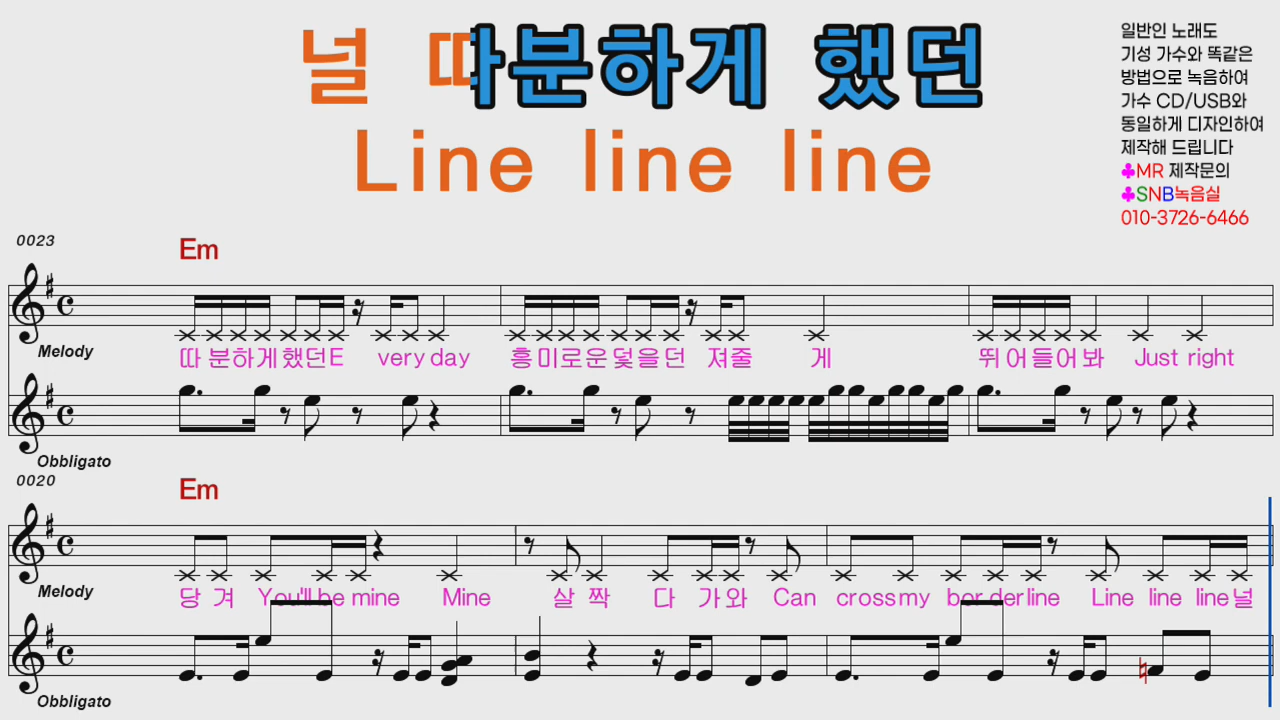 널 따분하게 했던
Line line line
일반인 노래도
기성 가수와 똑같은
방법으로 녹음하여
가수 CD/USB와
동일하게 디자인하여
제작해 드립니다
♣MR 제작문의
♣SNB녹음실
010-3726-6466
0023
Em
Melody
따 분하게했던E very day 흥미로운덫을던 져줄 게 뛰어들어봐 Just right
Obbligato
0020
Em
Melody
당 겨 You'll be mine Mine 살 짝 다 가와 Can cross my bor derline Line line line널
Obbligato